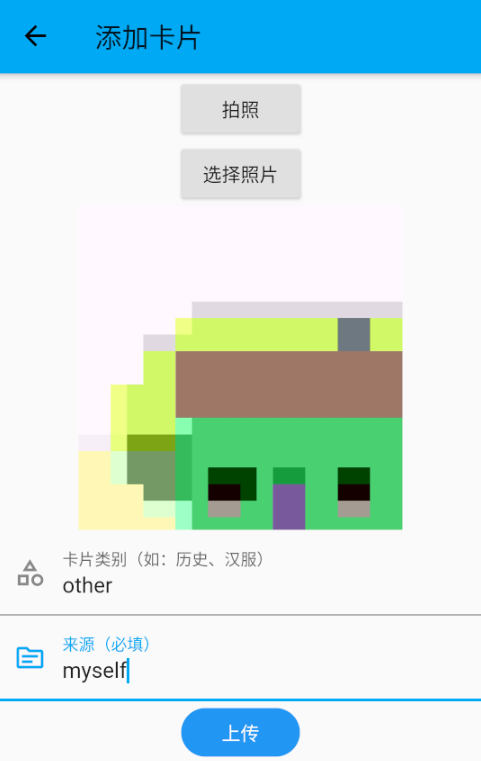 添加卡片
拍照
选择照片
卡片类别（如：历史、汉服）
other
来源（必填）
myself
上传